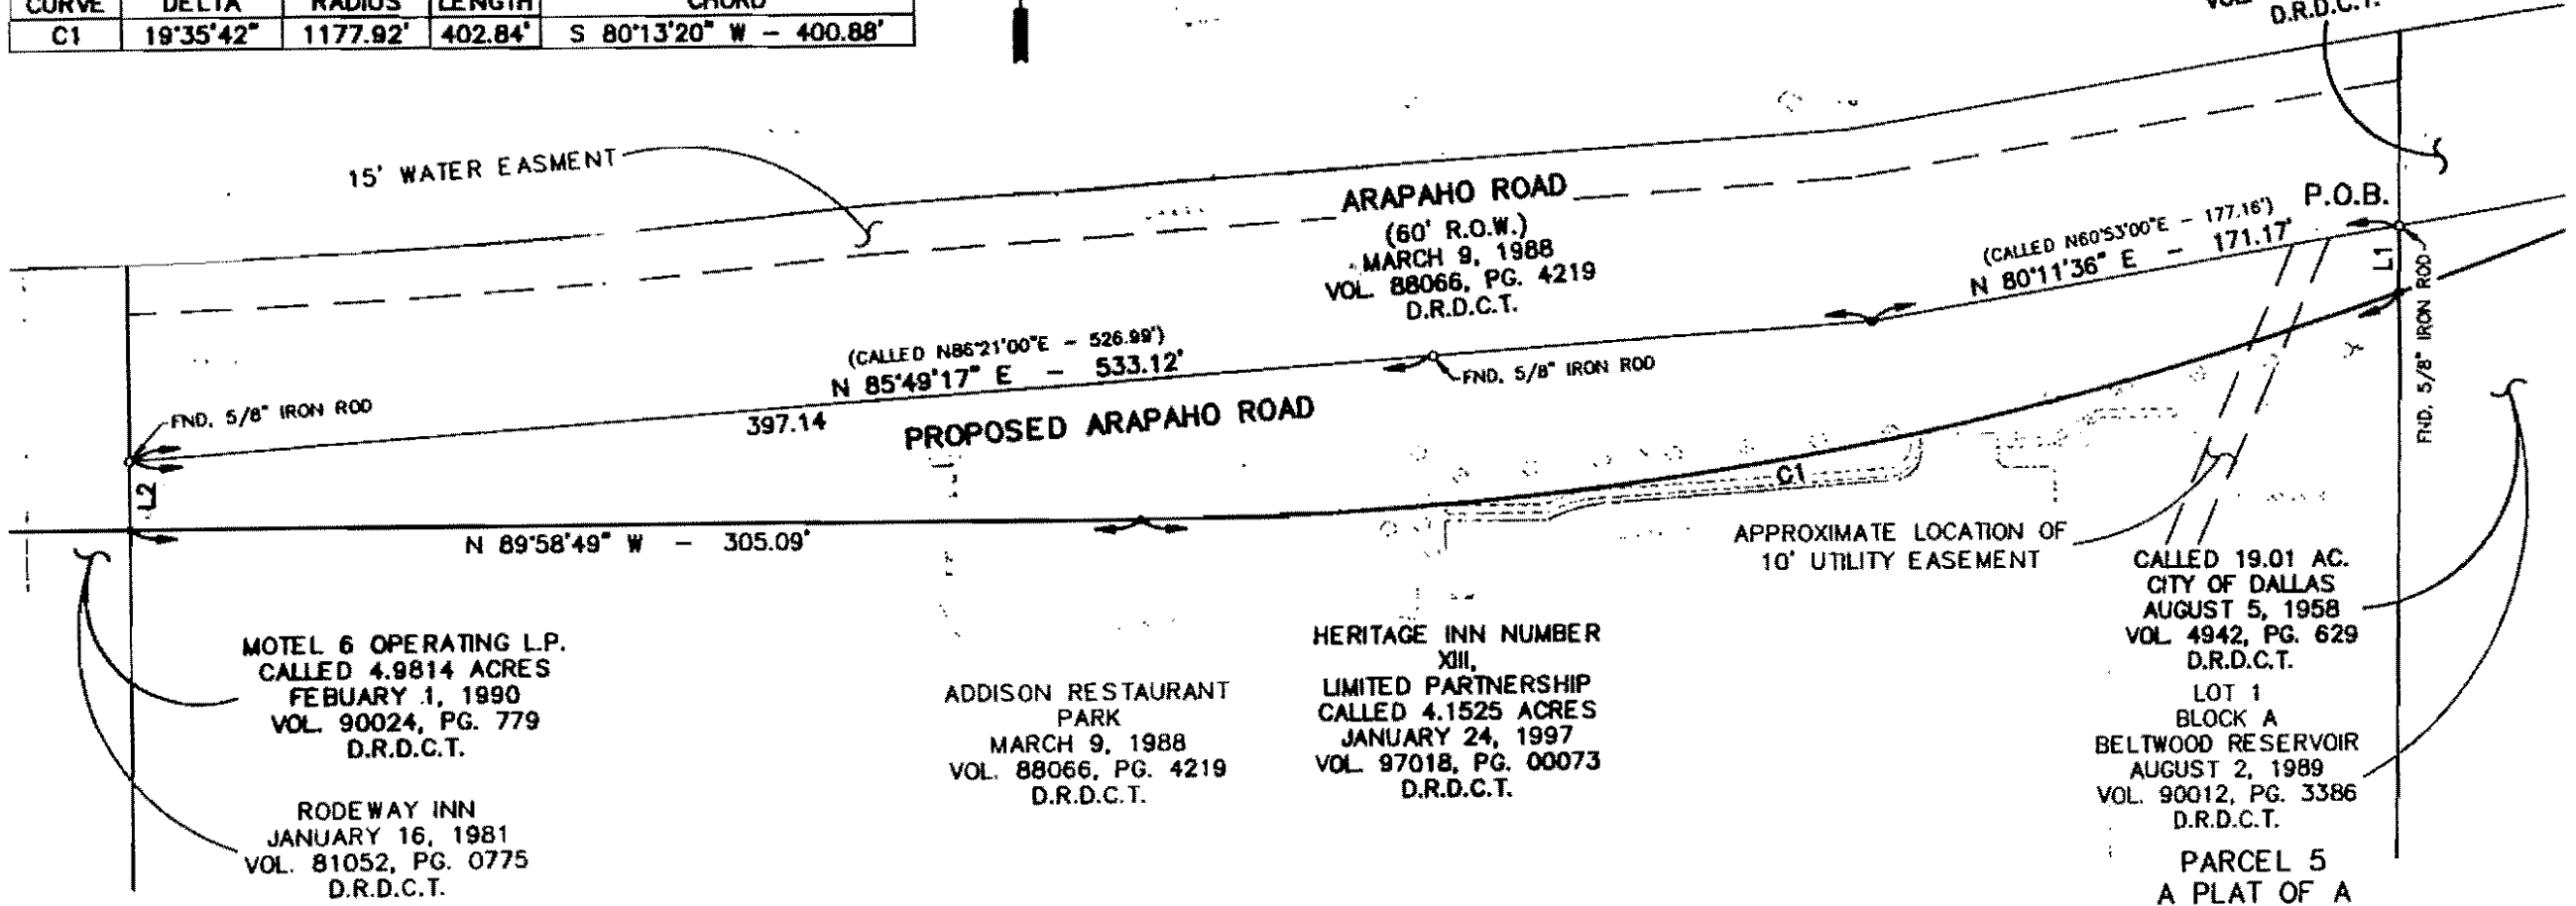 CURVE DELTA RADIUS LENGTH CHORD
C1 19°35'42" 1177.92' 402.84' S 80°13'20" W - 400.88'
VOL.
D.R.D.C.T.
15' WATER EASMENT
ARAPAHO ROAD
(60' R.O.W.)
MARCH 9, 1988
VOL. 88066, PG. 4219
D.R.D.C.T.
P.O.B.
(CALLED N60°53'00"E - 177.16')
N 80°11'36" E - 171.17'
L1
FND. 5/8" IRON ROD
(CALLED N86°21'00"E - 526.99')
N 85°49'17" E - 533.12'
FND. 5/8" IRON ROD
FND. 5/8" IRON ROD
397.14
PROPOSED ARAPAHO ROAD
L2
C1
N 89°58'49" W - 305.09'
APPROXIMATE LOCATION OF
10' UTILITY EASEMENT
MOTEL 6 OPERATING L.P.
CALLED 4.9814 ACRES
FEBUARY 1, 1990
VOL. 90024, PG. 779
D.R.D.C.T.
RODEWAY INN
JANUARY 16, 1981
VOL. 81052, PG. 0775
D.R.D.C.T.
ADDISON RESTAURANT
PARK
MARCH 9, 1988
VOL. 88066, PG. 4219
D.R.D.C.T.
HERITAGE INN NUMBER
XIII,
LIMITED PARTNERSHIP
CALLED 4.1525 ACRES
JANUARY 24, 1997
VOL. 97018, PG. 00073
D.R.D.C.T.
CALLED 19.01 AC.
CITY OF DALLAS
AUGUST 5, 1958
VOL. 4942, PG. 629
D.R.D.C.T.
LOT 1
BLOCK A
BELTWOOD RESERVOIR
AUGUST 2, 1989
VOL. 90012, PG. 3386
D.R.D.C.T.
PARCEL 5
A PLAT OF A